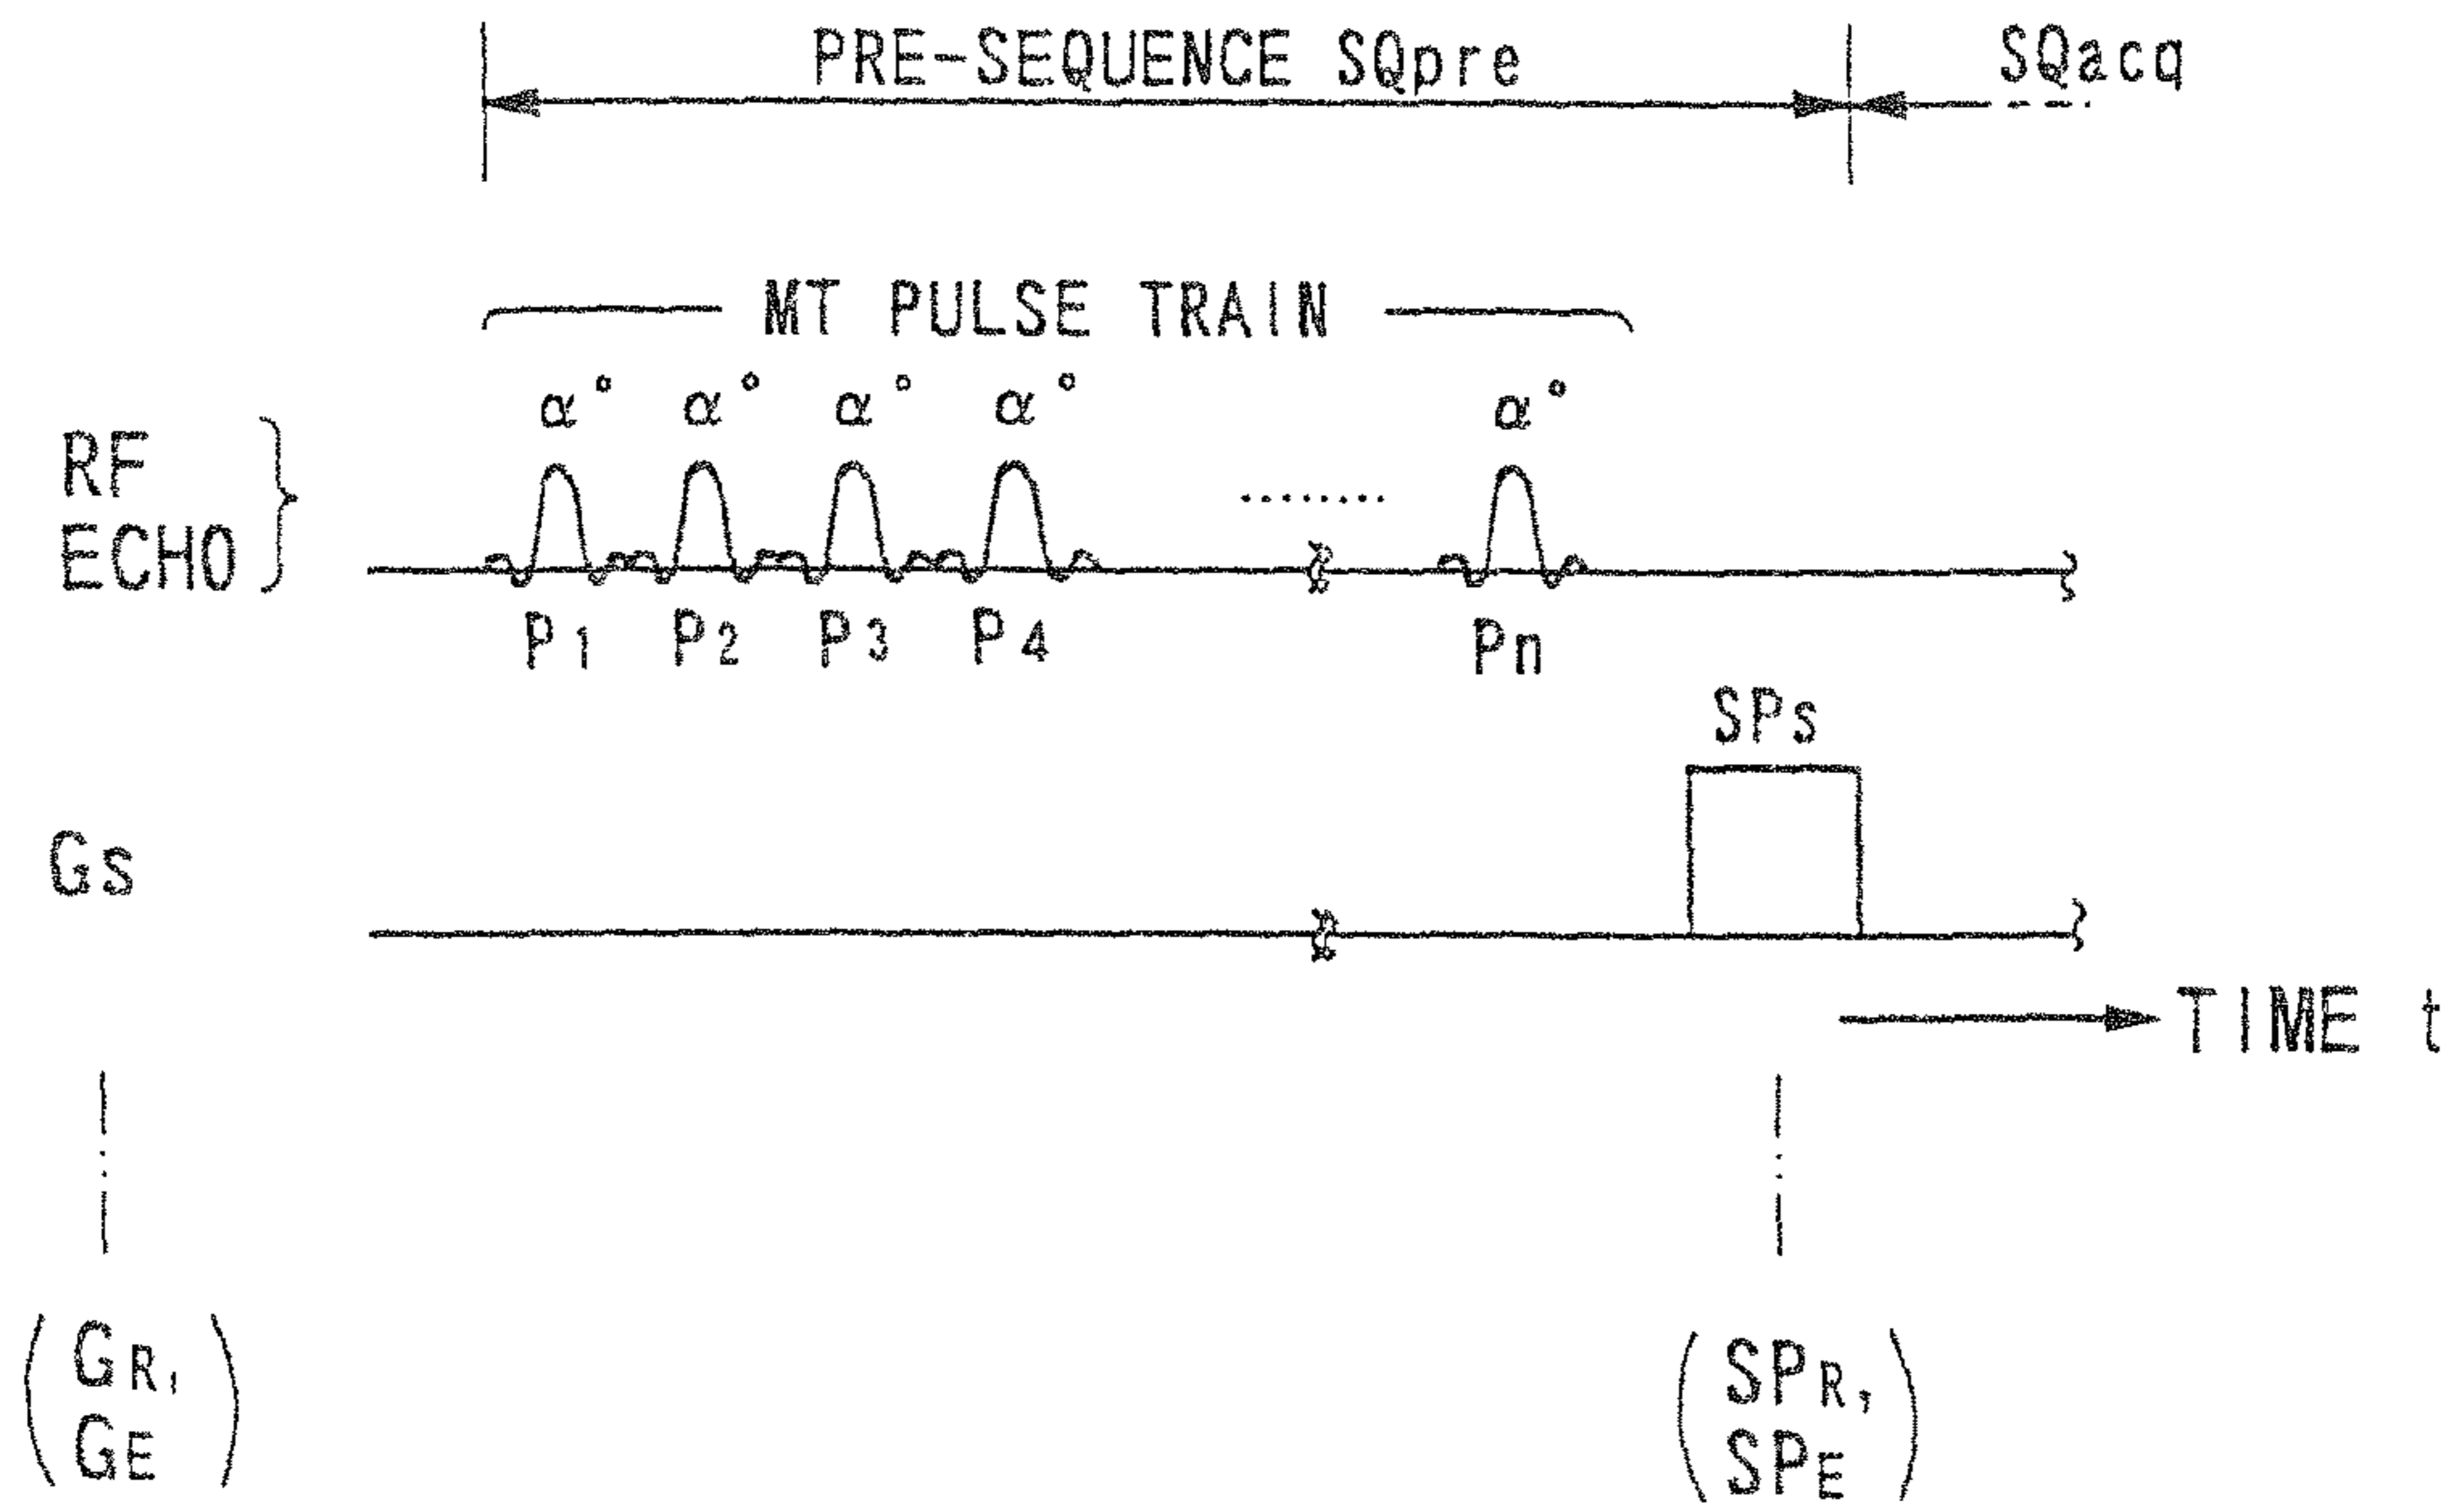 PRE-SEQUENCE SQpre SQacq
MT PULSE TRAIN
α° α° α° α° α°
RF
ECHO
P1 P2 P3 P4 ........ Pn
SPs
Gs
TIME t
GR,
GE
SPR,
SPE